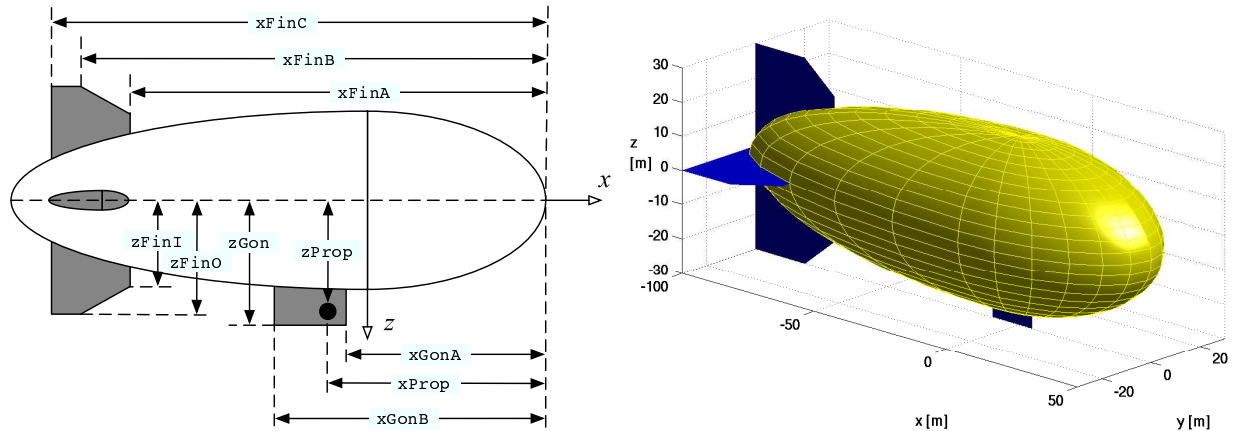 xFinC
xFinB
xFinA
x
zFinI
zFinO
zGon
zProp
z
xGonA
xProp
xGonB
30
20
10
0
-10
-20
-30
z
[m]
-100
-50
0
50
x [m]
-20
0
20
y [m]